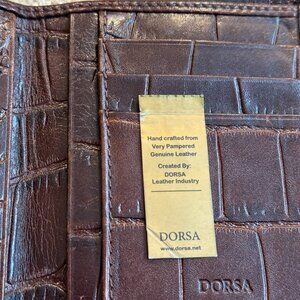 Hand crafted from
Very Pampered
Genuine Leather
Created By:
DORSA
Leather Industry
DORSA
www.dorsa.net
DORSA